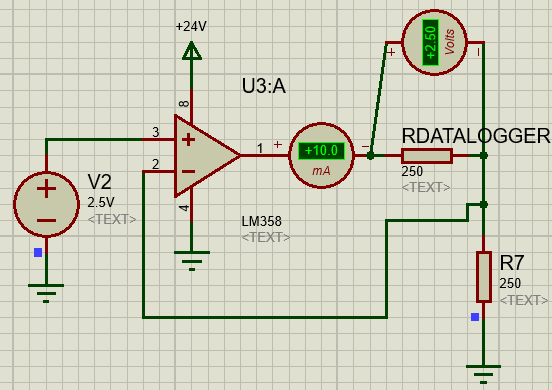 +24V
+2.50
Volts
+
-
U3:A
8
3
+
2
-
1
4
+
+10.0
mA
-
RDATALOGGER
250
<TEXT>
V2
2.5V
<TEXT>
+
-
LM358
<TEXT>
R7
250
<TEXT>